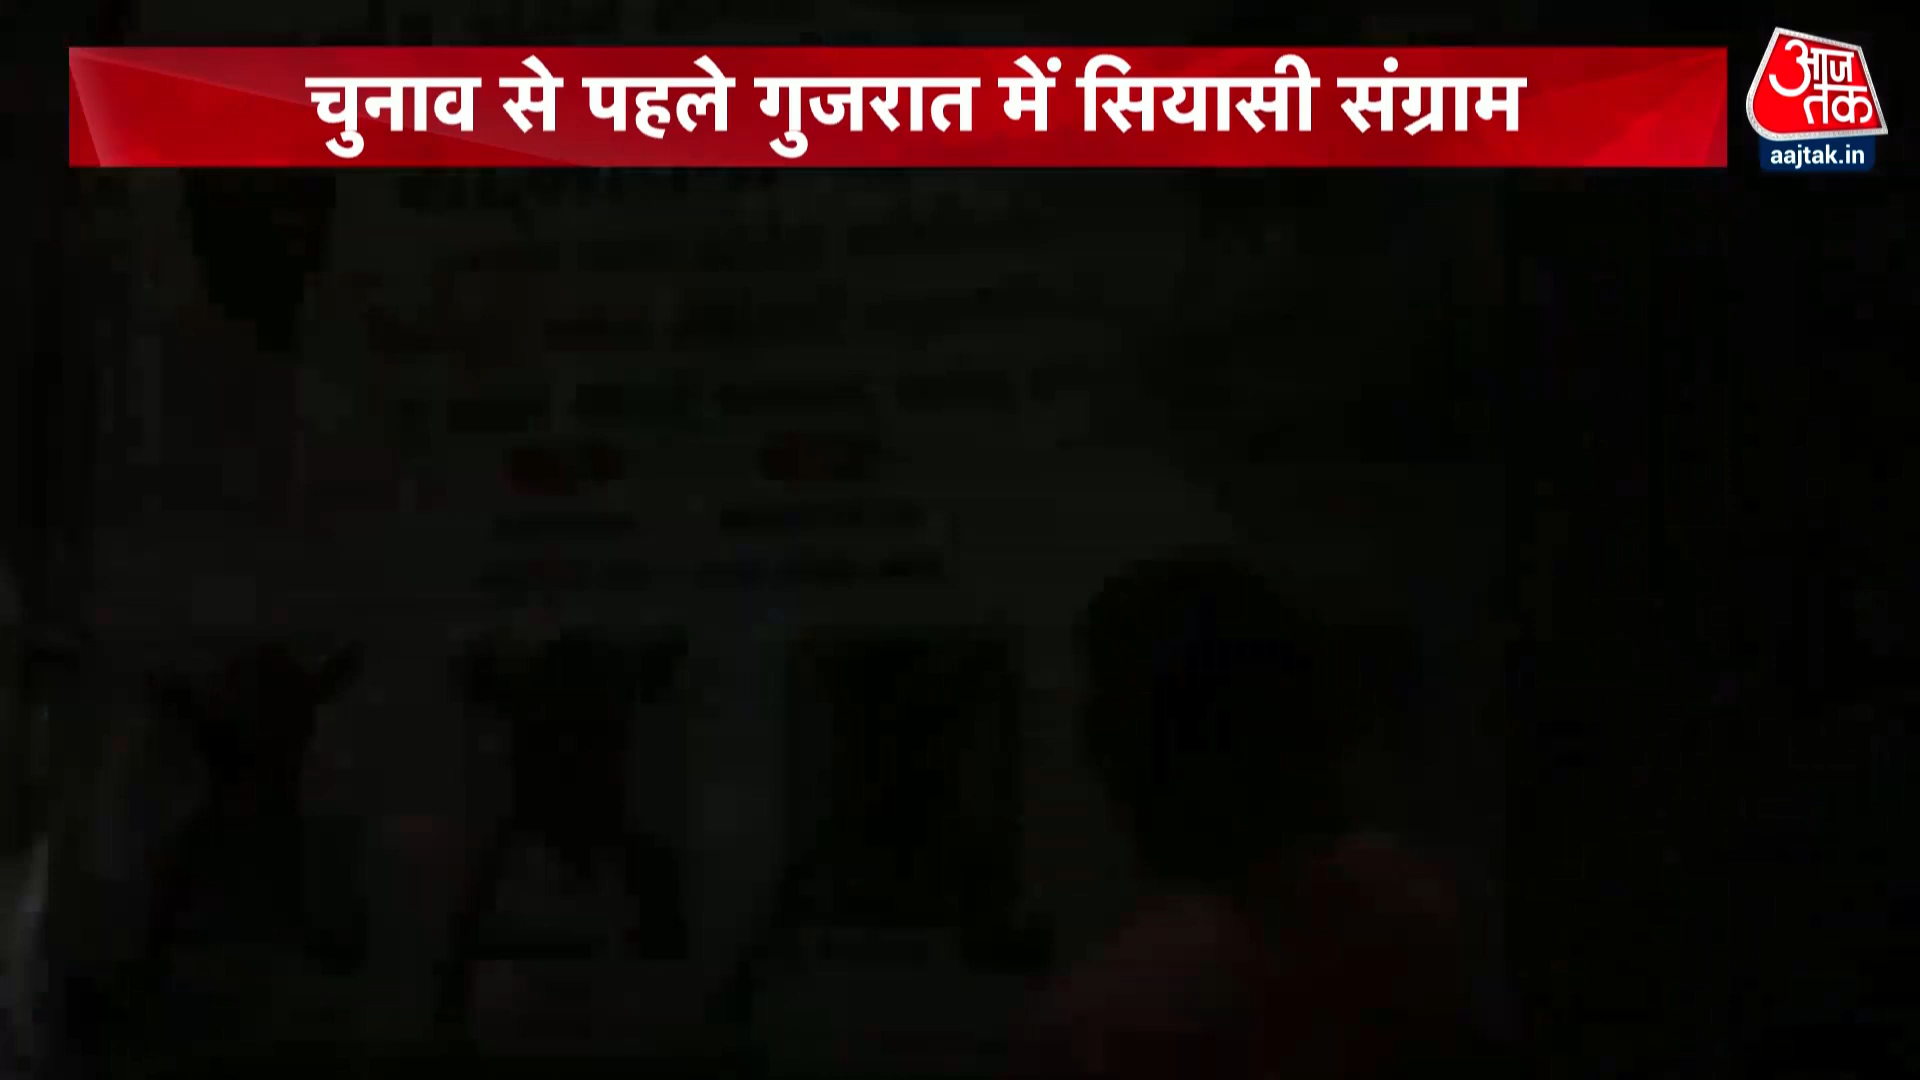 चुनाव से पहले गुजरात में सियासी संग्राम
आज
तक
aajtak.in